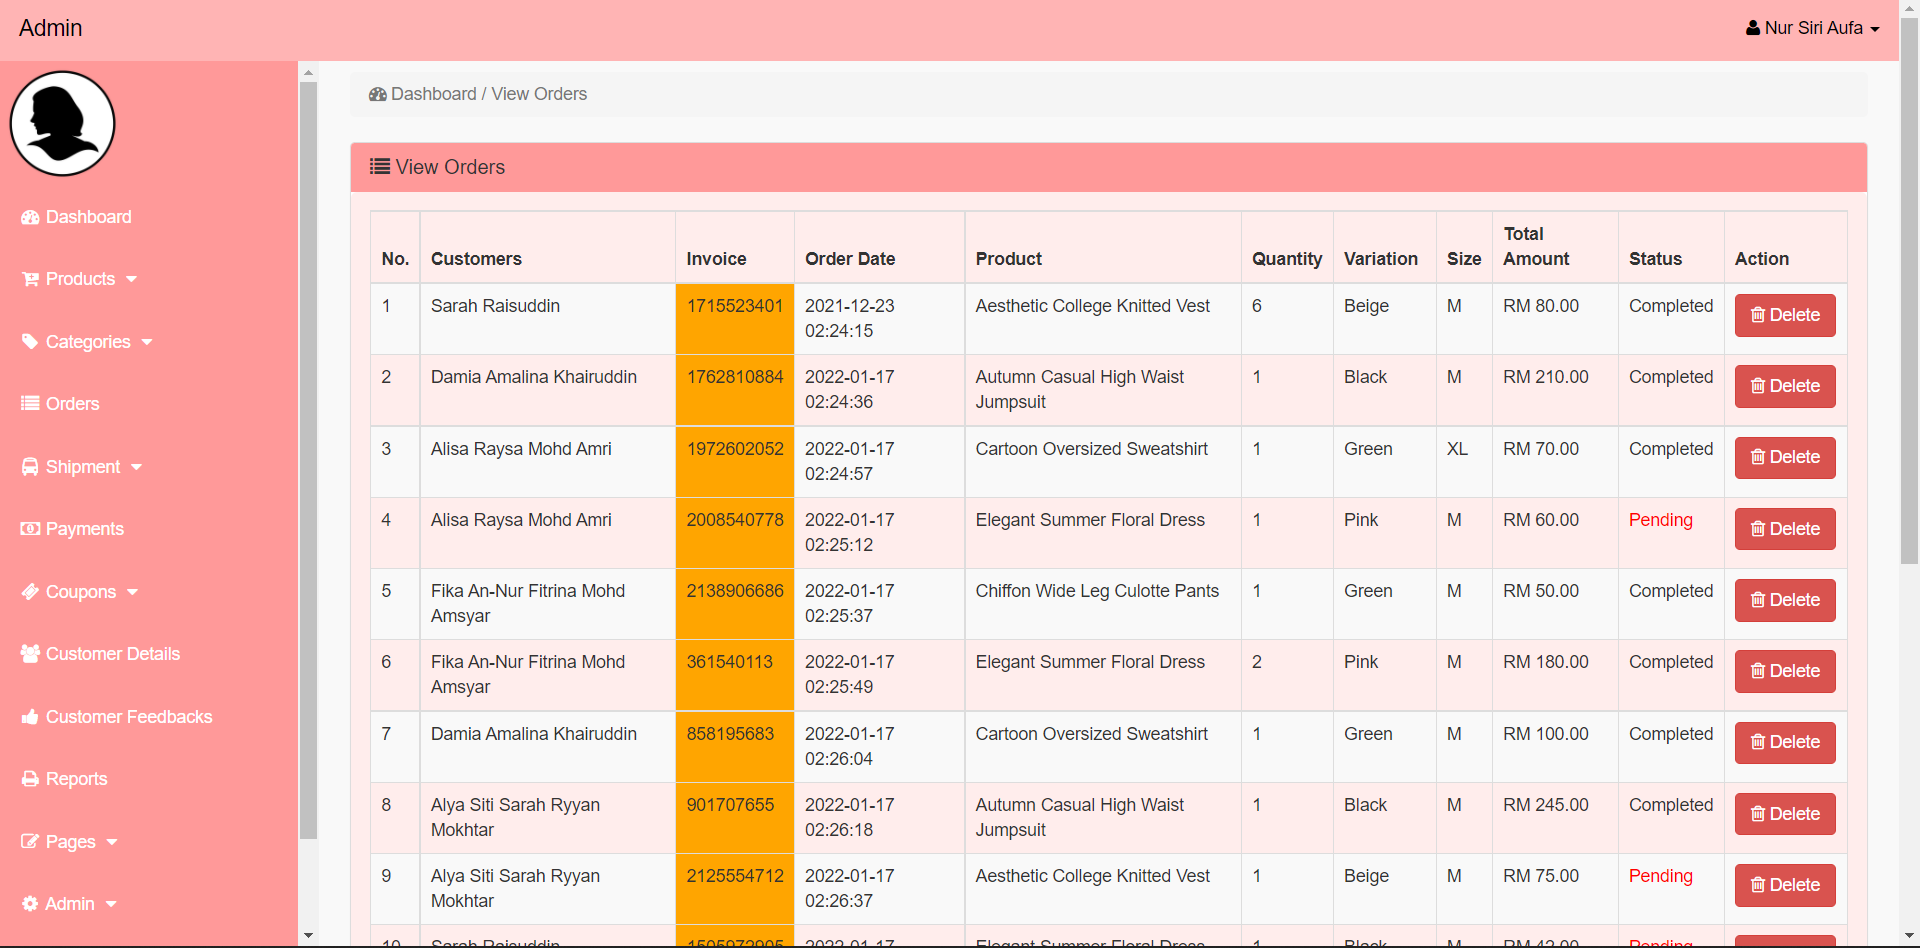 Admin
Nur Siri Aufa
Dashboard
Products
Categories
Orders
Shipment
Payments
Coupons
Customer Details
Customer Feedbacks
Reports
Pages
Admin
Dashboard / View Orders
View Orders
No. Customers Invoice Order Date Product Quantity Variation Size Total Amount Status Action
1 Sarah Raisuddin 1715523401 2021-12-23 02:24:15 Aesthetic College Knitted Vest 6 Beige M RM 80.00 Completed Delete
2 Damia Amalina Khairuddin 1762810884 2022-01-17 02:24:36 Autumn Casual High Waist Jumpsuit 1 Black M RM 210.00 Completed Delete
3 Alisa Raysa Mohd Amri 1972602052 2022-01-17 02:24:57 Cartoon Oversized Sweatshirt 1 Green XL RM 70.00 Completed Delete
4 Alisa Raysa Mohd Amri 2008540778 2022-01-17 02:25:12 Elegant Summer Floral Dress 1 Pink M RM 60.00 Pending Delete
5 Fika An-Nur Fitrina Mohd Amsyar 2138906686 2022-01-17 02:25:37 Chiffon Wide Leg Culotte Pants 1 Green M RM 50.00 Completed Delete
6 Fika An-Nur Fitrina Mohd Amsyar 361540113 2022-01-17 02:25:49 Elegant Summer Floral Dress 2 Pink M RM 180.00 Completed Delete
7 Damia Amalina Khairuddin 858195683 2022-01-17 02:26:04 Cartoon Oversized Sweatshirt 1 Green M RM 100.00 Completed Delete
8 Alya Siti Sarah Ryyan Mokhtar 901707655 2022-01-17 02:26:18 Autumn Casual High Waist Jumpsuit 1 Black M RM 245.00 Completed Delete
9 Alya Siti Sarah Ryyan Mokhtar 2125554712 2022-01-17 02:26:37 Aesthetic College Knitted Vest 1 Beige M RM 75.00 Pending Delete
10 Sarah Raisuddin 2022-01-17 Elegant Summer Floral Dress 1 Black M Pending